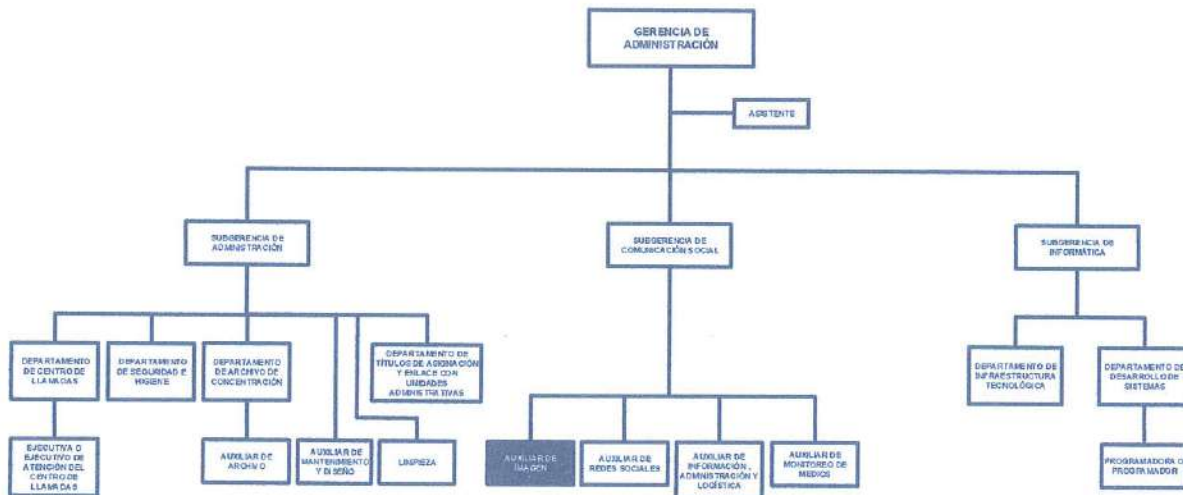 GERENCIA DE
ADMINISTRACIÓN
ASISTENTE
SUBGERENCIA DE
ADMINISTRACIÓN
SUBGERENCIA DE
COMUNICACIÓN SOCIAL
SUBGERENCIA DE
INFORMÁTICA
DEPARTAMENTO
DE CENTRO DE
LLAMADAS
DEPARTAMENTO
DE SEGURIDAD E
HIGIENE
DEPARTAMENTO
DE ARCHIVO DE
CONCENTRACIÓN
DEPARTAMENTO DE
TÍTULOS DE ASIGNACIÓN
Y ENLACE CON
UNIDADES
ADMINISTRATIVAS
DEPARTAMENTO DE
INFRAESTRUCTURA
TECNOLÓGICA
DEPARTAMENTO DE
DESARROLLO DE
SISTEMAS
EJECUTIVA O
EJECUTIVO DE
ATENCIÓN DEL
CENTRO DE
LLAMADAS
AUXILIAR DE
ARCHIVO
AUXILIAR DE
MANTENIMIENTO
Y DISEÑO
LIMPIEZA
AUXILIAR DE
IMAGEN
AUXILIAR DE
REDES SOCIALES
AUXILIAR DE
INFORMACIÓN,
ADMINISTRACIÓN Y
LOGÍSTICA
AUXILIAR DE
MONITOREO DE
MEDIOS
PROGRAMADORA O
PROGRAMADOR